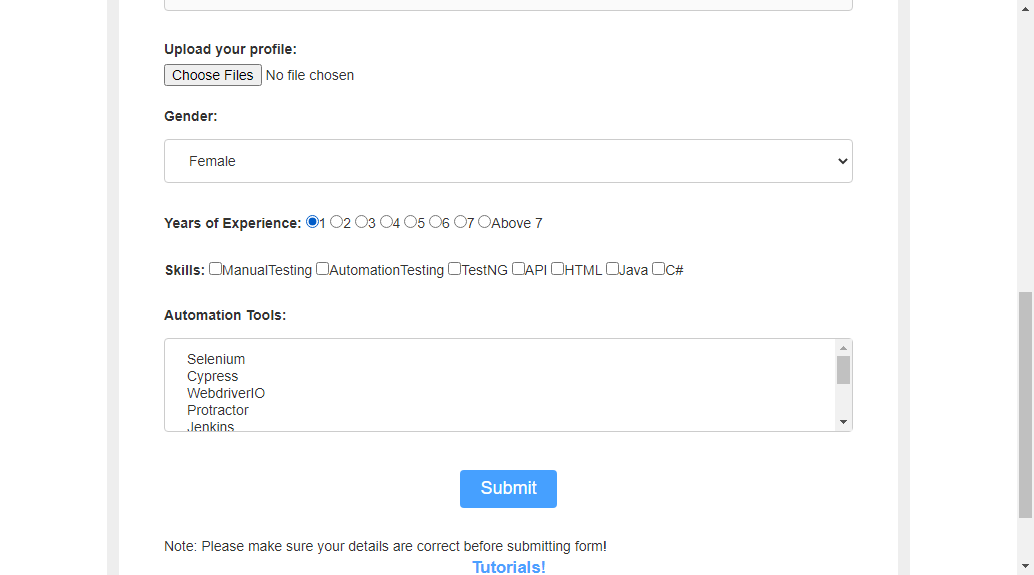 Upload your profile:
Choose Files No file chosen
Gender:
Female
Years of Experience: 1 2 3 4 5 6 7 Above 7
Skills: ManualTesting AutomationTesting TestNG API HTML Java C#
Automation Tools:
Selenium
Cypress
WebdriverIO
Protractor
Jenkins
Submit
Note: Please make sure your details are correct before submitting form!
Tutorials!